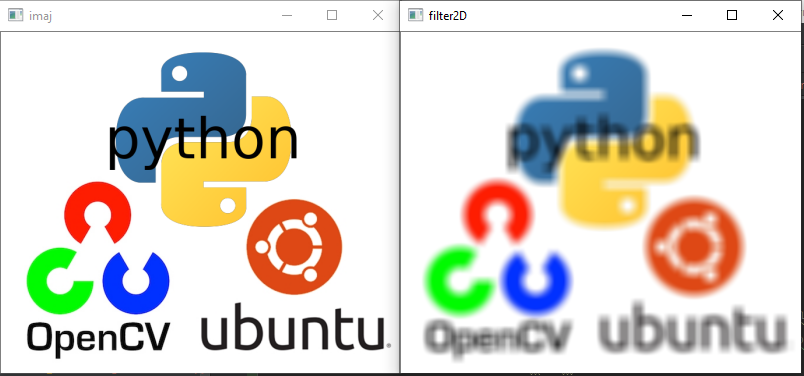 imaj
python
OpenCV
ubuntu
filter2D
python
OpenCV
ubuntu